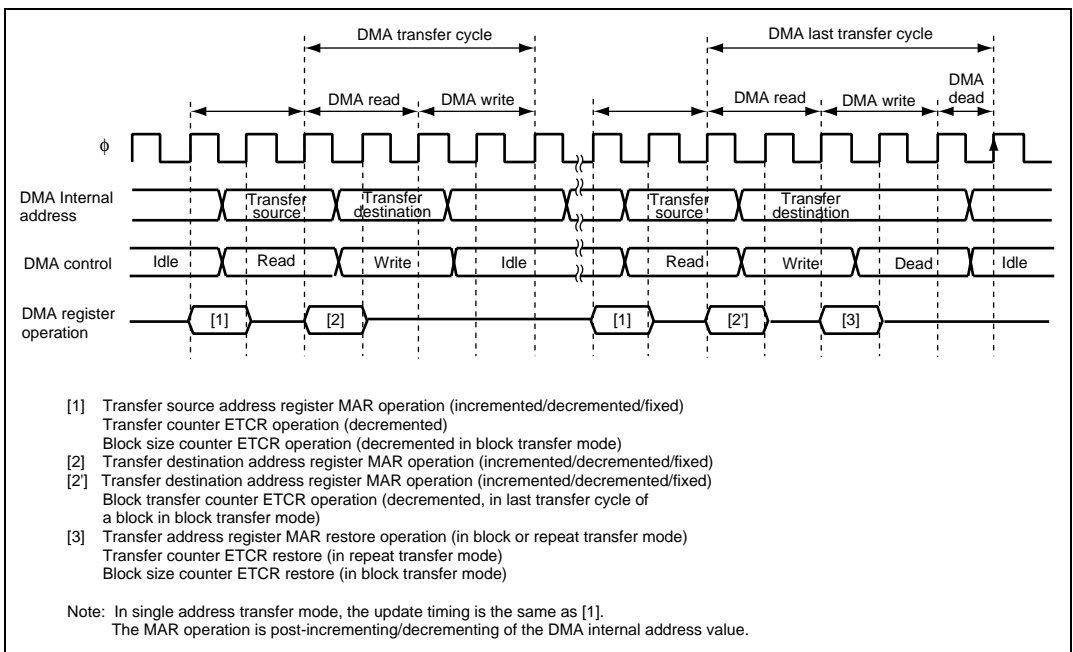 DMA transfer cycle DMA last transfer cycle
DMA read DMA write DMA read DMA write DMA dead
ϕ
DMA Internal address Transfer source Transfer destination Transfer source Transfer destination
DMA control Idle Read Write Idle Read Write Dead Idle
DMA register operation [1] [2] [1] [2'] [3]
[1] Transfer source address register MAR operation (incremented/decremented/fixed)
Transfer counter ETCR operation (decremented)
Block size counter ETCR operation (decremented in block transfer mode)
[2] Transfer destination address register MAR operation (incremented/decremented/fixed)
[2'] Transfer destination address register MAR operation (incremented/decremented/fixed)
Block transfer counter ETCR operation (decremented, in last transfer cycle of
a block in block transfer mode)
[3] Transfer address register MAR restore operation (in block or repeat transfer mode)
Transfer counter ETCR restore (in repeat transfer mode)
Block size counter ETCR restore (in block transfer mode)
Note: In single address transfer mode, the update timing is the same as [1].
The MAR operation is post-incrementing/decrementing of the DMA internal address value.